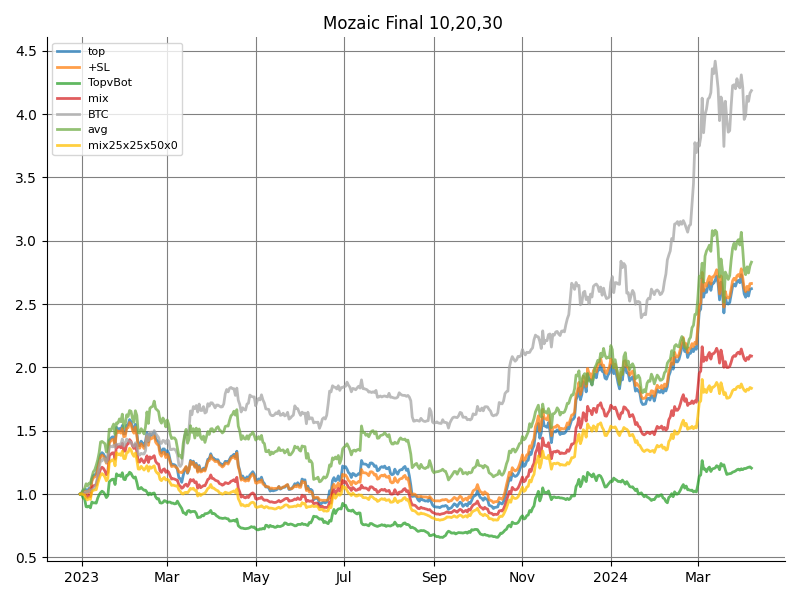 Mozaic Final 10,20,30
4.5
4.0
3.5
3.0
2.5
2.0
1.5
1.0
0.5
top
+SL
TopvBot
mix
BTC
avg
mix25x25x50x0
2023
Mar
May
Jul
Sep
Nov
2024
Mar